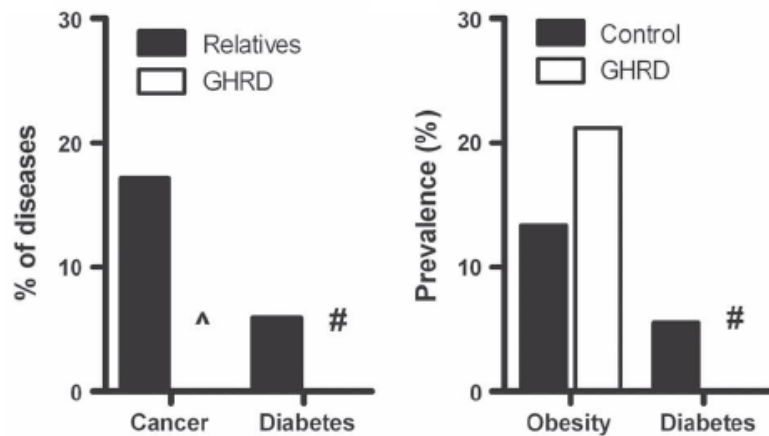 % of diseases
30
20
10
0
Relatives
GHRD
^
#
Cancer Diabetes
Prevalence (%)
30
20
10
0
Control
GHRD
#
Obesity Diabetes